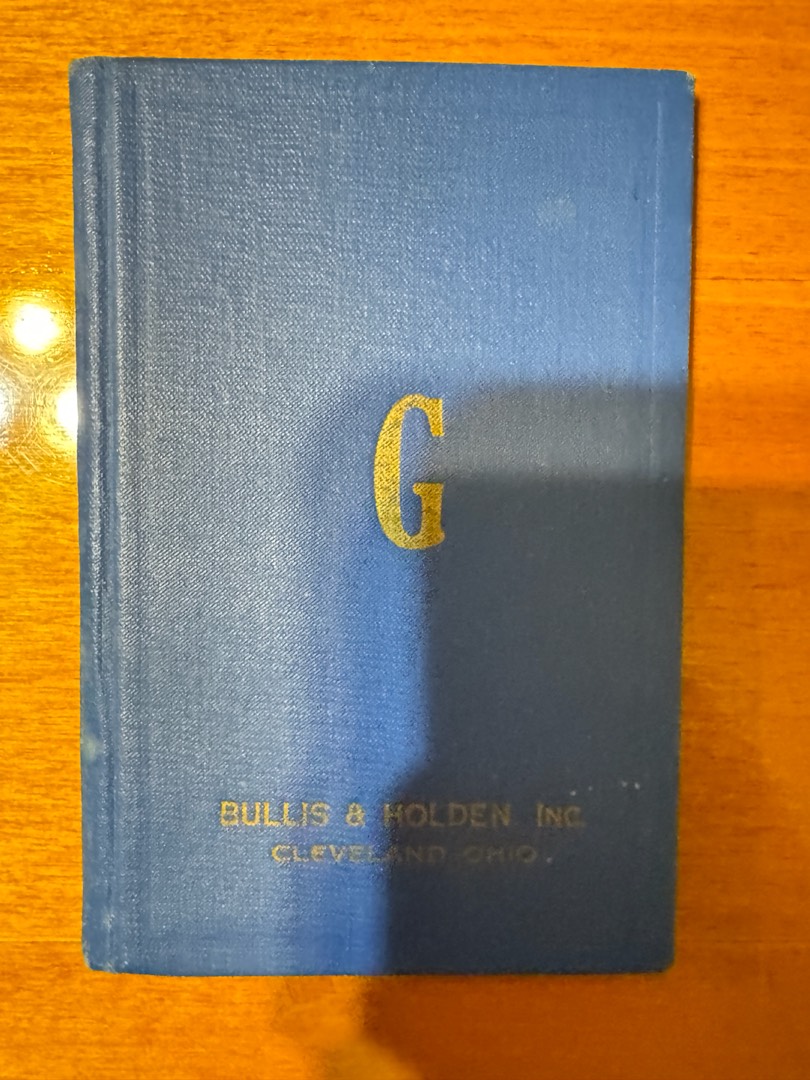 G
BULLIS & HOLDEN, INC.
CLEVELAND, OHIO.